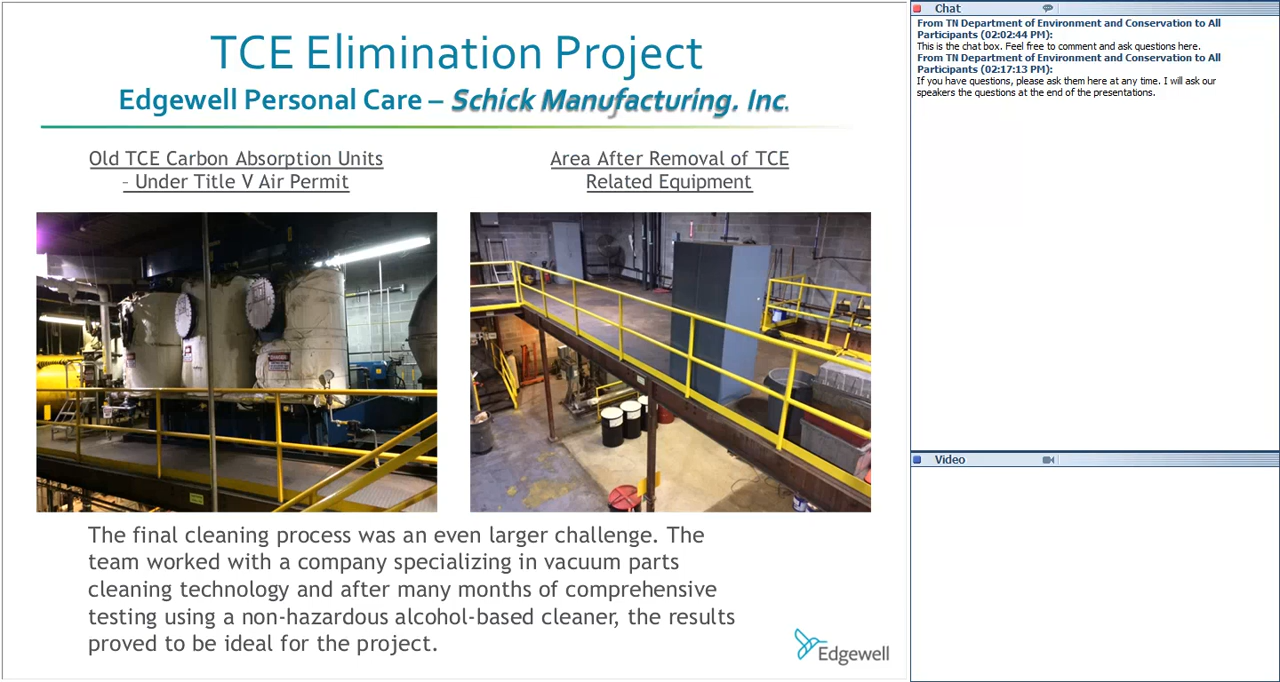 TCE Elimination Project
Edgewell Personal Care – Schick Manufacturing. Inc.
Old TCE Carbon Absorption Units
– Under Title V Air Permit
Area After Removal of TCE
Related Equipment
DANGER
The final cleaning process was an even larger challenge. The
team worked with a company specializing in vacuum parts
cleaning technology and after many months of comprehensive
testing using a non-hazardous alcohol-based cleaner, the results
proved to be ideal for the project.
Edgewell
Chat
From TN Department of Environment and Conservation to All
Participants (02:02:44 PM):
This is the chat box. Feel free to comment and ask questions here.
From TN Department of Environment and Conservation to All
Participants (02:17:13 PM):
If you have questions, please ask them here at any time. I will ask our
speakers the questions at the end of the presentations.
Video